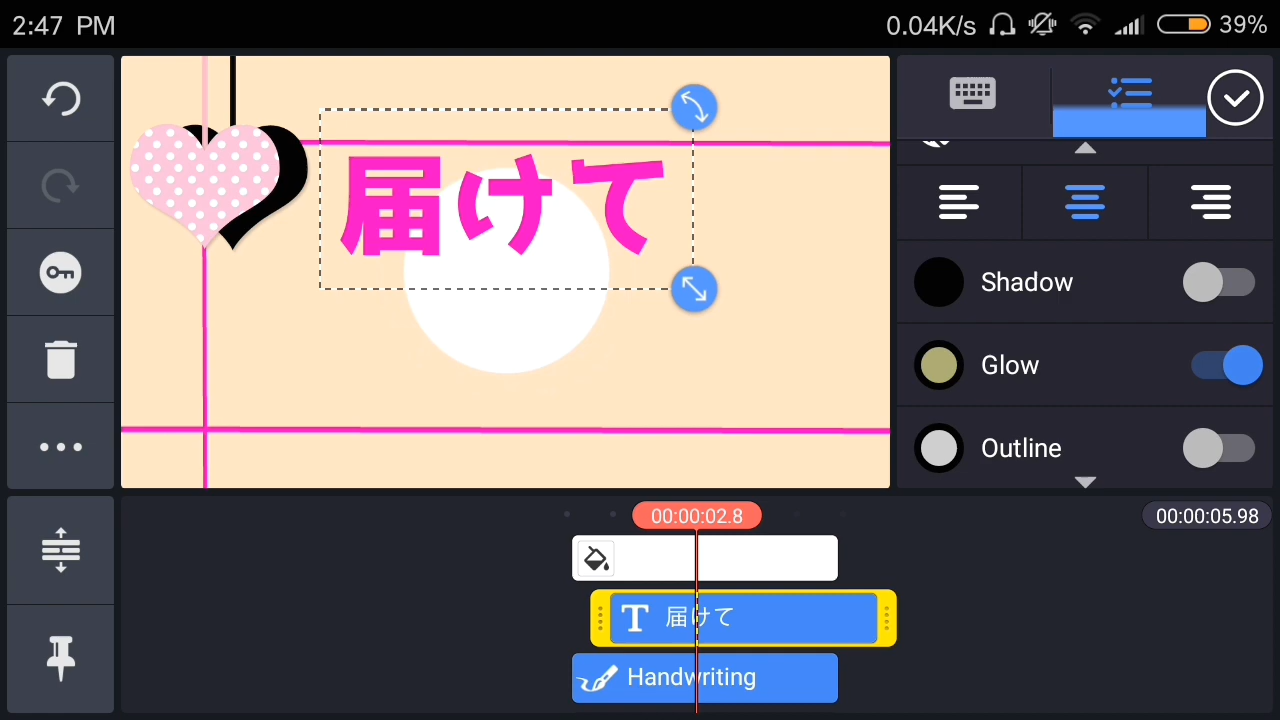 2:47 PM
0.04K/s
39%
届けて
Shadow
Glow
Outline
00:00:02.8
00:00:05.98
T 届けて
Handwriting